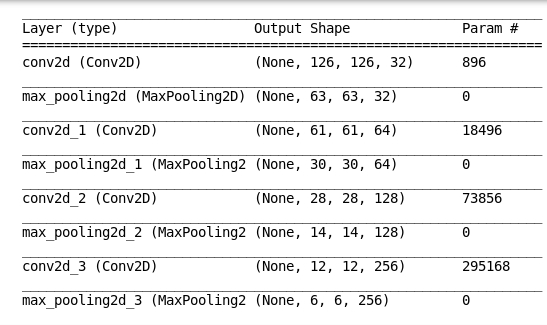 Layer (type) Output Shape Param #
=================================================================
conv2d (Conv2D) (None, 126, 126, 32) 896
max_pooling2d (MaxPooling2D) (None, 63, 63, 32) 0
conv2d_1 (Conv2D) (None, 61, 61, 64) 18496
max_pooling2d_1 (MaxPooling2 (None, 30, 30, 64) 0
conv2d_2 (Conv2D) (None, 28, 28, 128) 73856
max_pooling2d_2 (MaxPooling2 (None, 14, 14, 128) 0
conv2d_3 (Conv2D) (None, 12, 12, 256) 295168
max_pooling2d_3 (MaxPooling2 (None, 6, 6, 256) 0